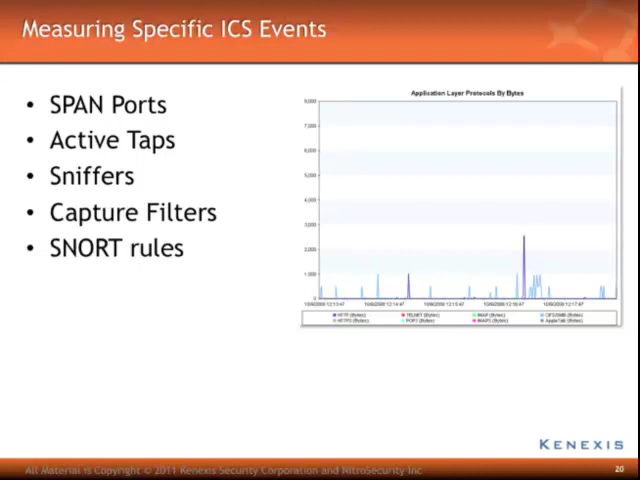 Measuring Specific ICS Events
• SPAN Ports
• Active Taps
• Sniffers
• Capture Filters
• SNORT rules
Application Layer Protocols By Bytes
8,000
7,000
6,000
5,000
4,000
3,000
2,000
1,000
0
HTTP (Bytes) TELNET (Bytes) IMAP (Bytes) CIFS/SMB (Bytes)
HTTPS (Bytes) POP3 (Bytes) IMAPS (Bytes) AppleTalk (Bytes)
KENEXIS
All Material is Copyright © 2011 Kenexis Security Corporation and NitroSecurity Inc
20